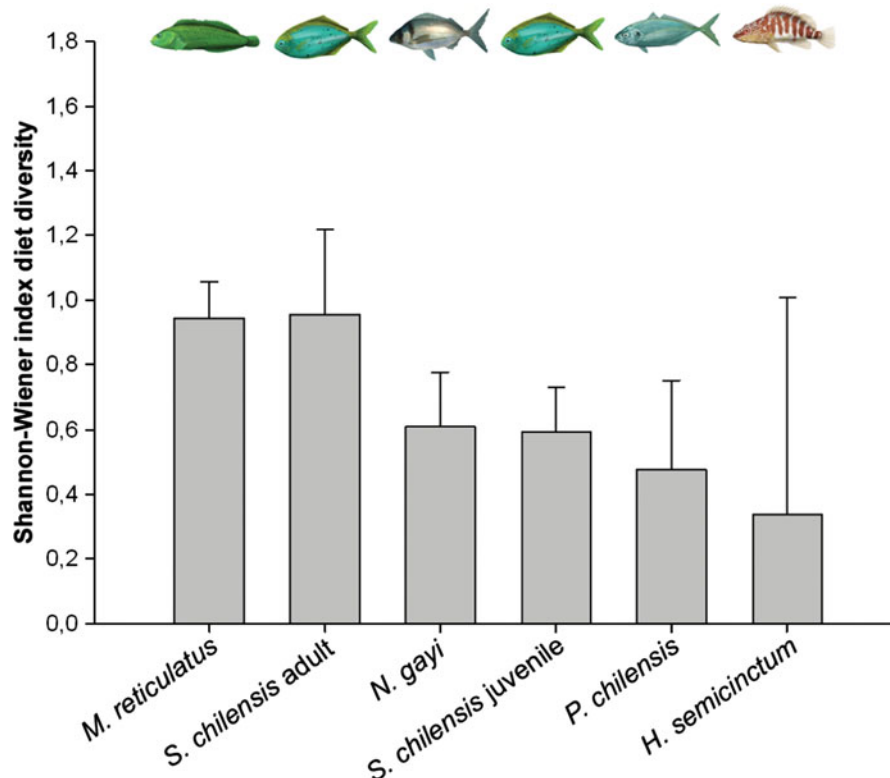 Shannon-Wiener index diet diversity
1,8
1,6
1,4
1,2
1,0
0,8
0,6
0,4
0,2
0,0
M. reticulatus
S. chilensis adult
N. gayi
S. chilensis juvenile
P. chilensis
H. semicinctum